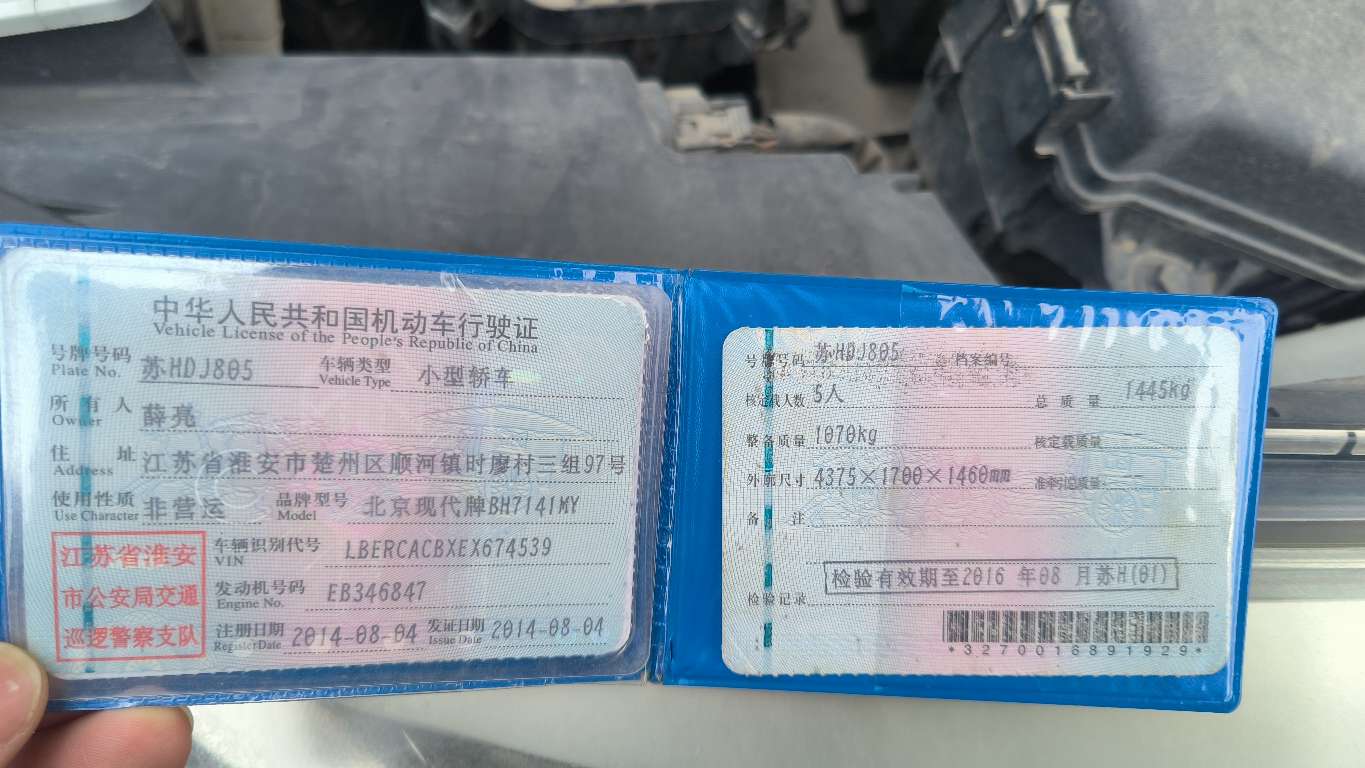 中华人民共和国机动车行驶证
Vehicle License of the People's Republic of China
号牌号码 苏HDJ805 车辆类型 小型轿车
Plate No. Vehicle Type
所有人 薛亮
Owner
住址 江苏省淮安市楚州区顺河镇时廖村三组97号
Address
使用性质 非营运 品牌型号 北京现代牌BH7141MY
Use Character Model
江苏省淮安
市公安局交通
巡逻警察支队
车辆识别代号 LBERCACBXEX674539
VIN
发动机号码 EB346847
Engine No.
注册日期 2014-08-04 发证日期 2014-08-04
Register Date Issue Date
号牌号码 苏HDJ805 档案编号
核定载人数 5人 总质量 1445kg
整备质量 1070kg 核定载质量 --
外廓尺寸 4375×1700×1460mm 准牵引总质量 --
备注
检验有效期至2016 年08 月苏H(01)
检验记录
*3270016891929*